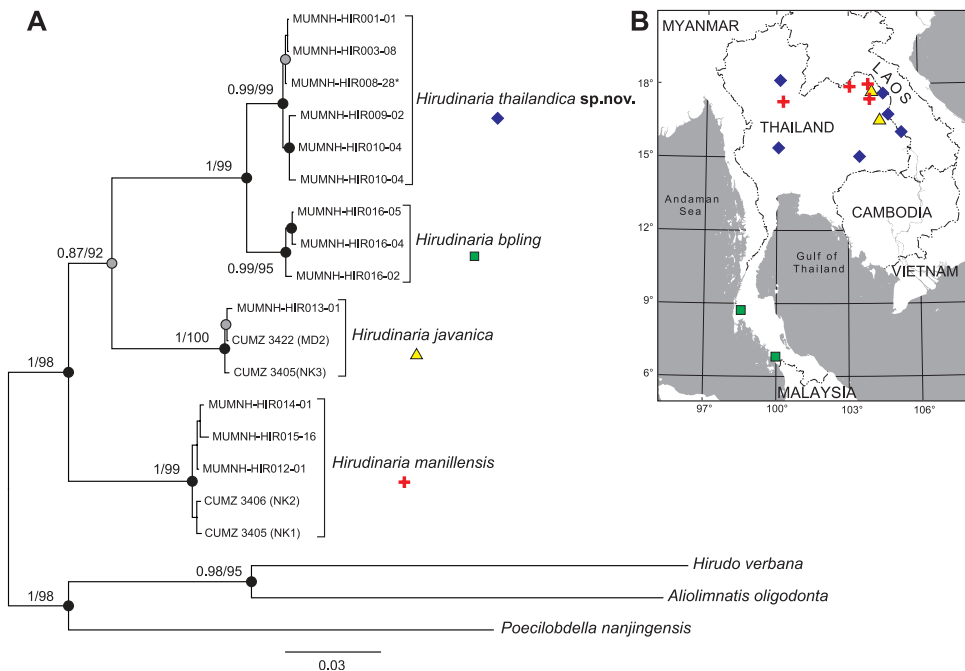 A
MUMNH-HIR001-01
MUMNH-HIR003-08
MUMNH-HIR008-28*
MUMNH-HIR009-02
MUMNH-HIR010-04
MUMNH-HIR010-04
0.99/99
Hirudinaria thailandica sp.nov.
1/99
MUMNH-HIR016-05
MUMNH-HIR016-04
MUMNH-HIR016-02
0.99/95
Hirudinaria bpling
0.87/92
MUMNH-HIR013-01
CUMZ 3422 (MD2)
CUMZ 3405(NK3)
1/100
Hirudinaria javanica
1/98
MUMNH-HIR014-01
MUMNH-HIR015-16
MUMNH-HIR012-01
CUMZ 3406 (NK2)
CUMZ 3405 (NK1)
1/99
Hirudinaria manillensis
0.98/95
Hirudo verbana
Aliolimnatis oligodonta
1/98
Poecilobdella nanjingensis
0.03
B
MYANMAR
LAOS
THAILAND
CAMBODIA
VIETNAM
Andaman
Sea
Gulf of
Thailand
MALAYSIA
18°
15°
12°
9°
6°
97°
100°
103°
106°